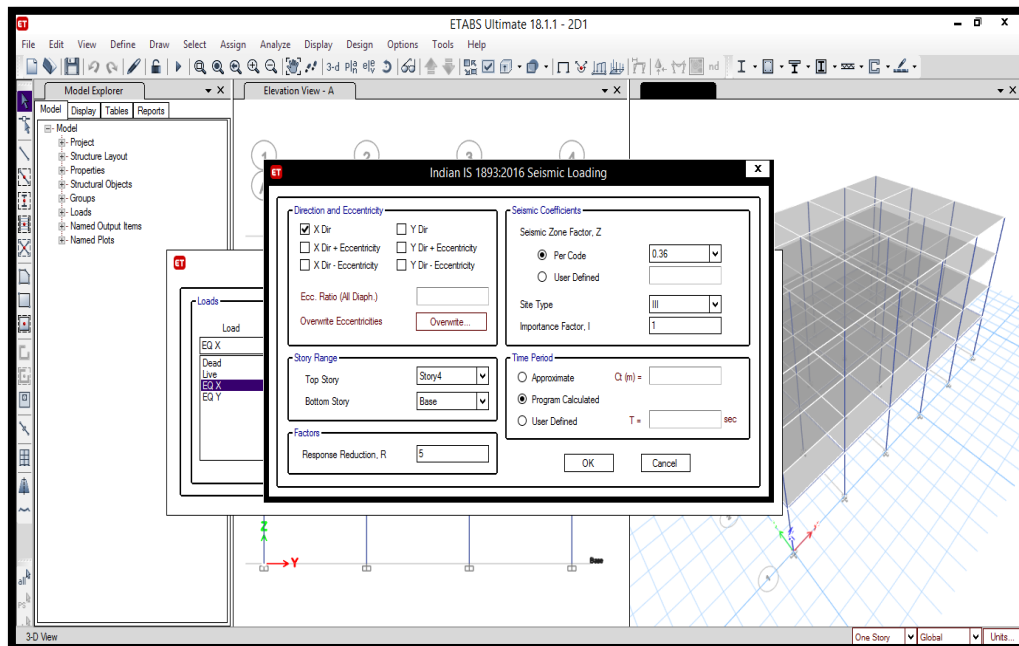 ETABS Ultimate 18.1.1 - 2D1
File Edit View Define Draw Select Assign Analyze Display Design Options Tools Help
3-d
nd
Model Explorer
Elevation View - A
Model Display Tables Reports
Model
Project
Structure Layout
Properties
Structural Objects
Groups
Loads
Named Output Items
Named Plots
1 2 3 4
Indian IS 1893:2016 Seismic Loading
Direction and Eccentricity
X Dir Y Dir
X Dir + Eccentricity Y Dir + Eccentricity
X Dir - Eccentricity Y Dir - Eccentricity
Ecc. Ratio (All Diaph.)
Overwrite Eccentricities Overwrite...
Story Range
Top Story Story4
Bottom Story Base
Factors
Response Reduction, R 5
Seismic Coefficients
Seismic Zone Factor, Z
Per Code 0.36
User Defined
Site Type III
Importance Factor, I 1
Time Period
Approximate Ct (m) =
Program Calculated
User Defined T = sec
OK Cancel
Loads
Load
EQ X
Dead
Live
EQ X
EQ Y
Z
Y
Base
all
3-D View
One Story Global Units...